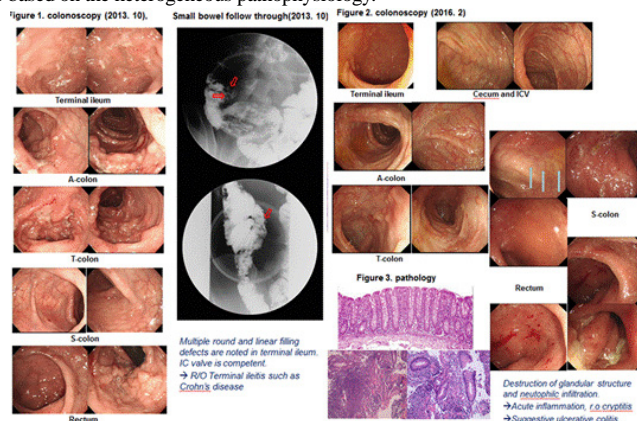 based on the heterogeneous pathophysiology.
Figure 1. colonoscopy (2013. 10),
Terminal ileum
A-colon
T-colon
S-colon
Rectum
Small bowel follow through(2013. 10)
Multiple round and linear filling
defects are noted in terminal ileum.
IC valve is competent.
→ R/O Terminal ileitis such as
Crohn's disease
Figure 2. colonoscopy (2016. 2)
Terminal ileum
Cecum and ICV
A-colon
T-colon
S-colon
Rectum
Figure 3. pathology
Destruction of glandular structure
and neutophilic infiltration.
→Acute inflammation, r.o cryptitis
→Suggestive ulcerative colitis